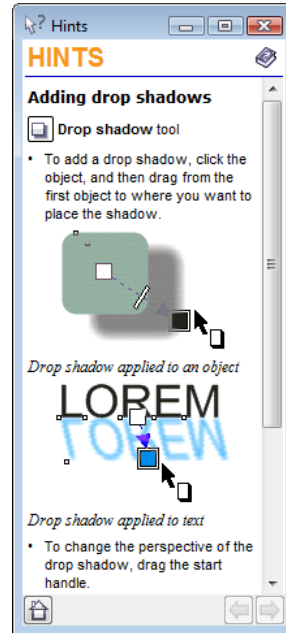 Hints
HINTS
Adding drop shadows
Drop shadow tool
• To add a drop shadow, click the
object, and then drag from the
first object to where you want to
place the shadow.
Drop shadow applied to an object
LOREM
LOREM
Drop shadow applied to text
• To change the perspective of the
drop shadow, drag the start
handle.